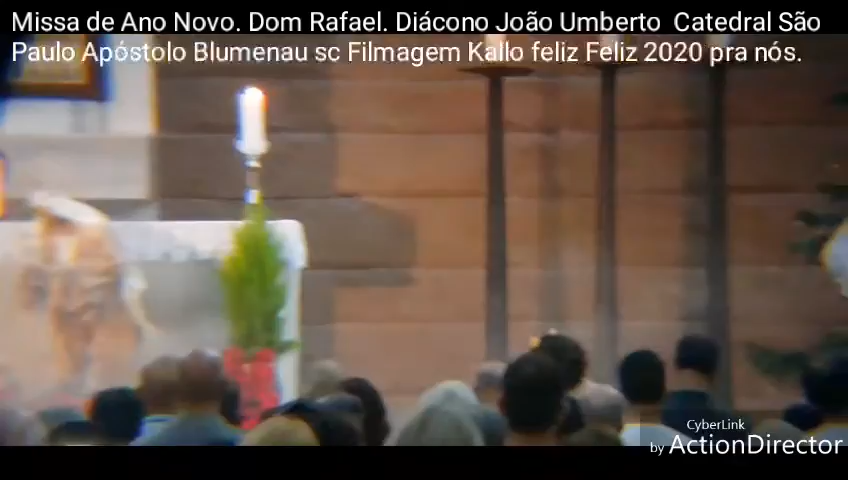 Missa de Ano Novo. Dom Rafael. Diácono João Umberto  Catedral São
Paulo Apóstolo Blumenau sc Filmagem Kallo feliz Feliz 2020 pra nós.
CyberLink
by ActionDirector